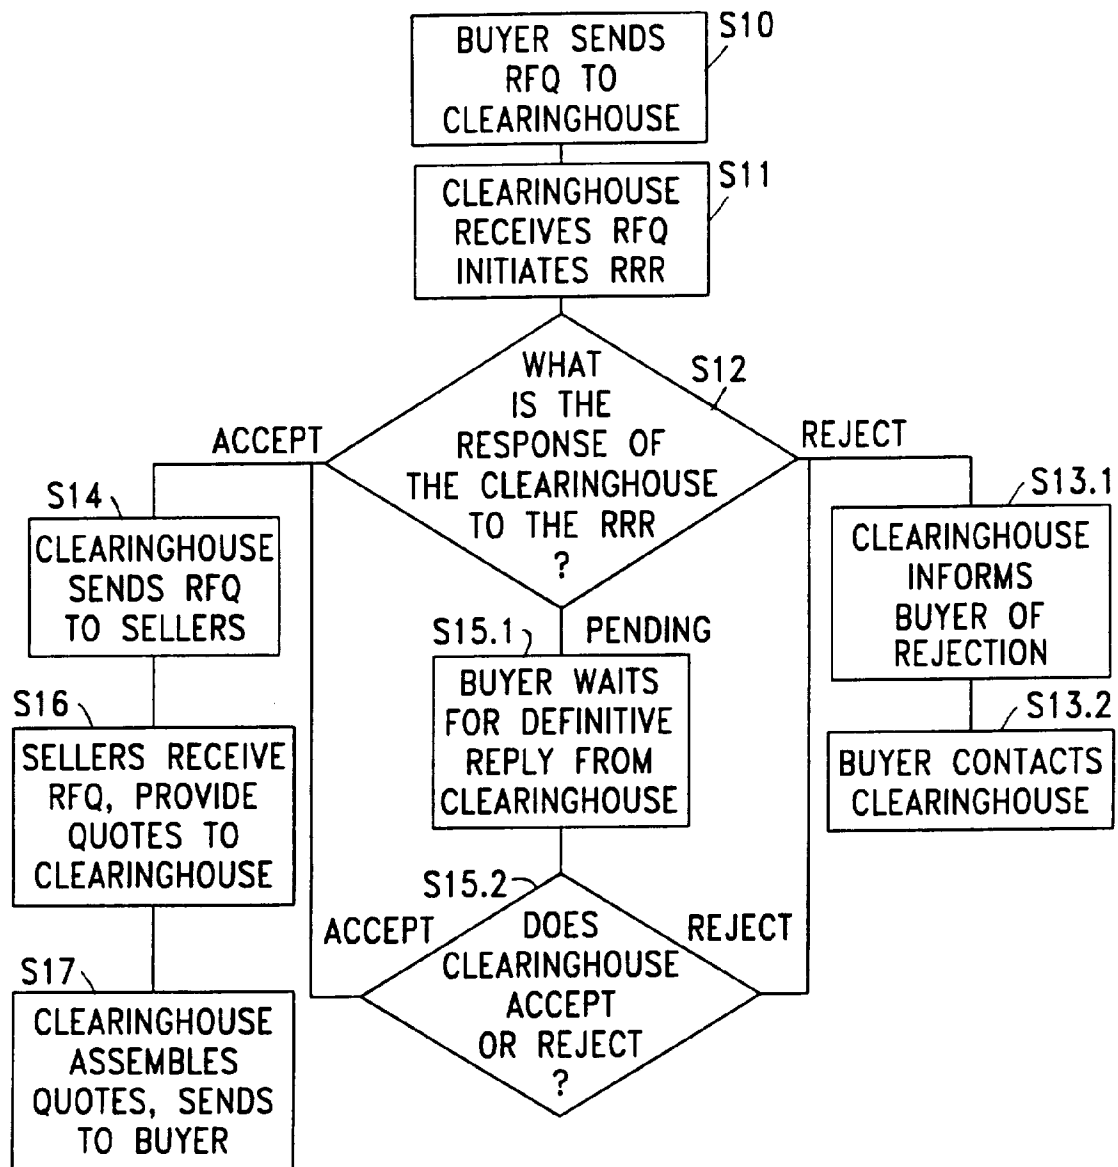 BUYER SENDS
RFQ TO
CLEARINGHOUSE
S10
CLEARINGHOUSE
RECEIVES RFQ
INITIATES RRR
S11
WHAT
IS THE
RESPONSE OF
THE CLEARINGHOUSE
TO THE RRR
?
S12
ACCEPT
REJECT
PENDING
S14
CLEARINGHOUSE
SENDS RFQ
TO SELLERS
S16
SELLERS RECEIVE
RFQ, PROVIDE
QUOTES TO
CLEARINGHOUSE
S17
CLEARINGHOUSE
ASSEMBLES
QUOTES, SENDS
TO BUYER
S15.1
BUYER WAITS
FOR DEFINITIVE
REPLY FROM
CLEARINGHOUSE
S15.2
ACCEPT
DOES
CLEARINGHOUSE
ACCEPT
OR REJECT
?
REJECT
S13.1
CLEARINGHOUSE
INFORMS
BUYER OF
REJECTION
S13.2
BUYER CONTACTS
CLEARINGHOUSE